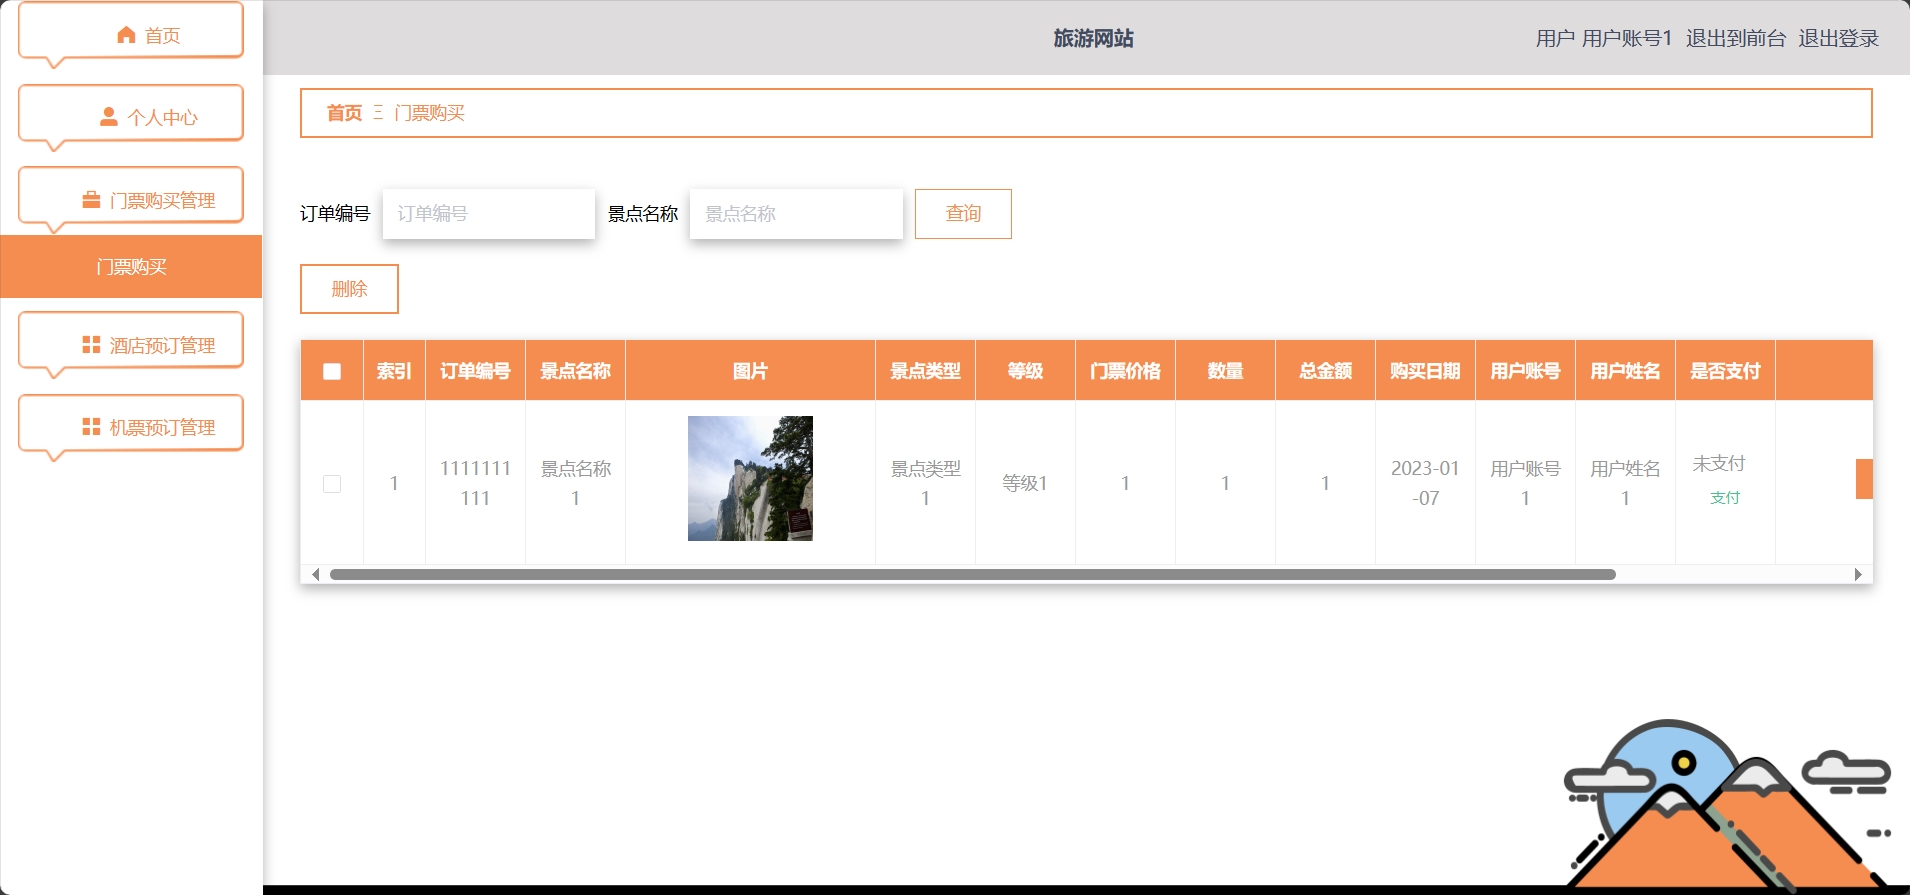 首页
个人中心
门票购买管理
门票购买
酒店预订管理
机票预订管理
旅游网站
用户 用户账号1 退出到前台 退出登录
首页 Ξ 门票购买
订单编号 订单编号 景点名称 景点名称 查询
删除
索引 订单编号 景点名称 图片 景点类型 等级 门票价格 数量 总金额 购买日期 用户账号 用户姓名 是否支付
1
1111111
111
景点名称
1
景点类型
1
等级1
1
1
1
2023-01
-07
用户账号
1
用户姓名
1
未支付
支付